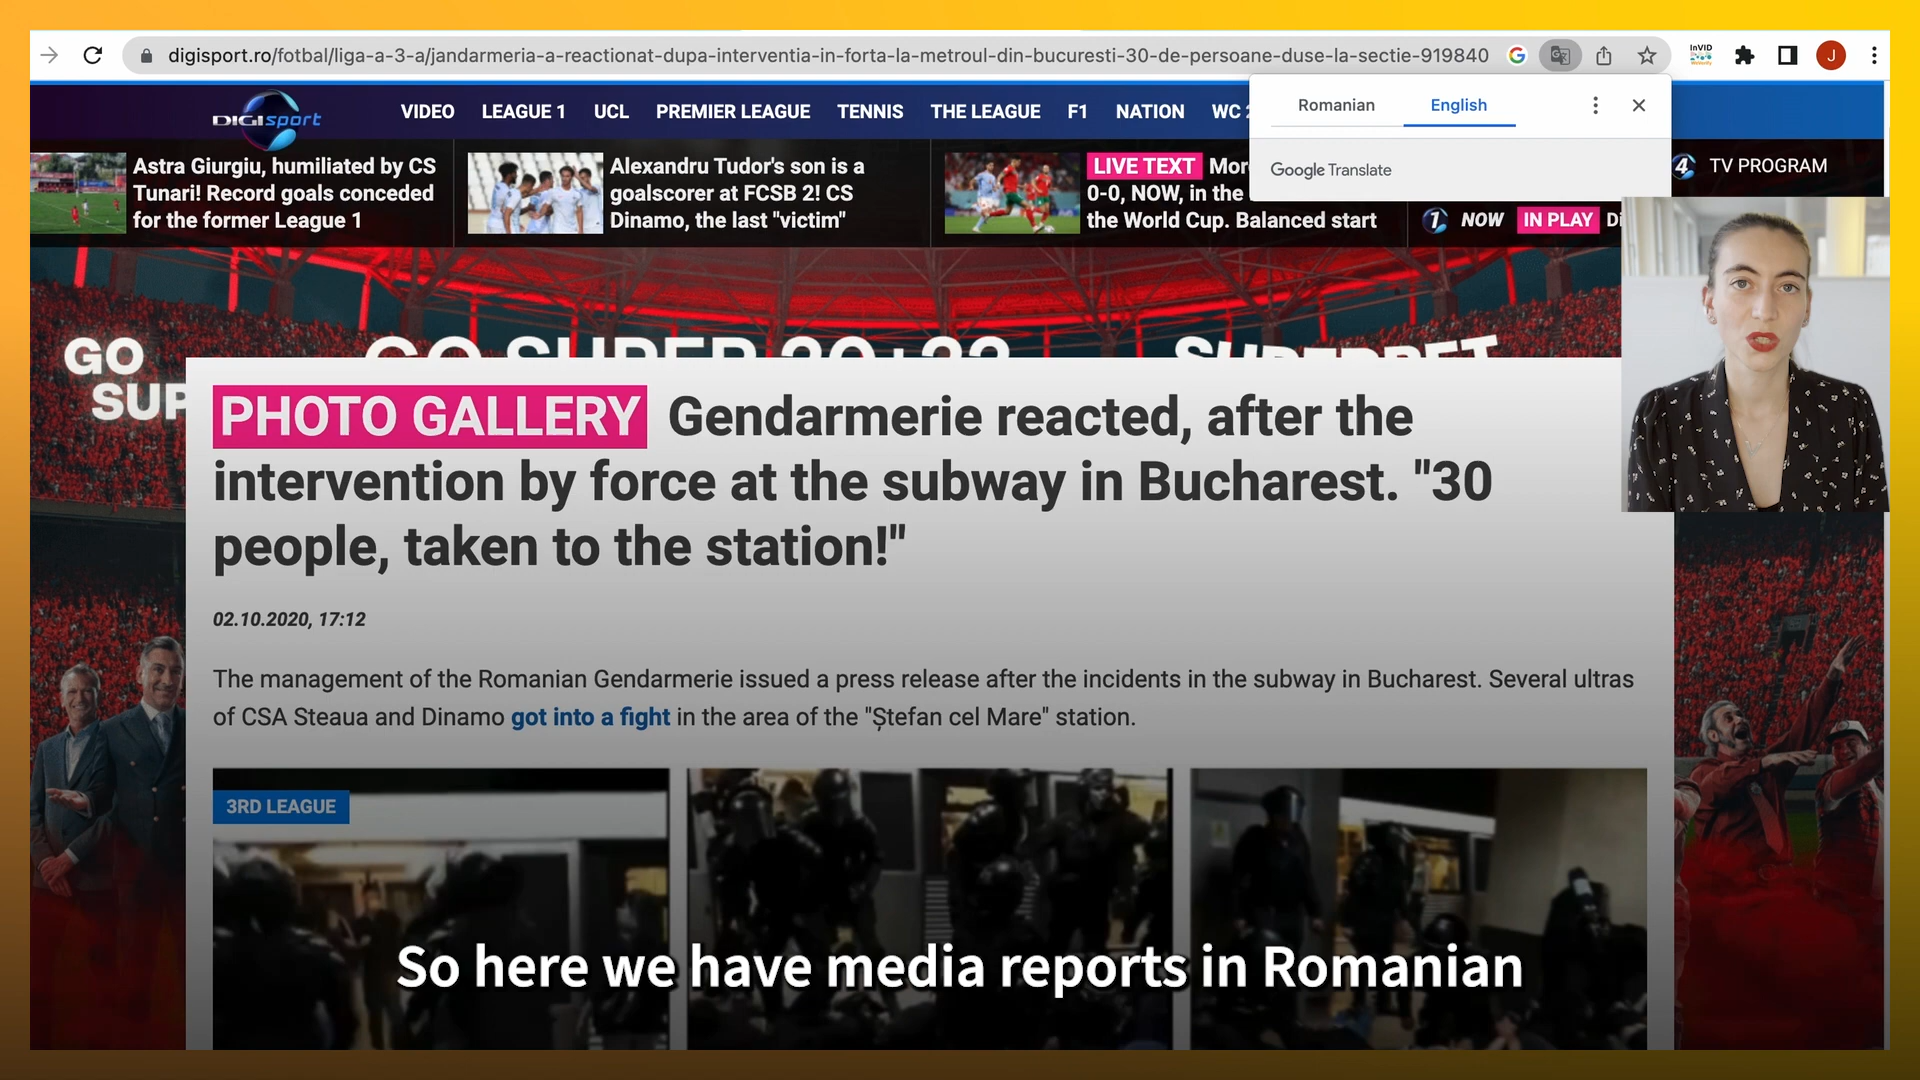 digisport.ro/fotbal/liga-a-3-a/jandarmeria-a-reactionat-dupa-interventia-in-forta-la-metroul-din-bucuresti-30-de-persoane-duse-la-sectie-919840
InVID
J
DIGI sport
VIDEO LEAGUE 1 UCL PREMIER LEAGUE TENNIS THE LEAGUE F1 NATION WC
Romanian English
Google Translate
Astra Giurgiu, humiliated by CS
Tunari! Record goals conceded
for the former League 1
Alexandru Tudor's son is a
goalscorer at FCSB 2! CS
Dinamo, the last "victim"
LIVE TEXT Mor
0-0, NOW, in the
the World Cup. Balanced start
4 TV PROGRAM
1 NOW IN PLAY Di
GO
SUP
GO SUPER 20+22
SUPERBET
PHOTO GALLERY Gendarmerie reacted, after the
intervention by force at the subway in Bucharest. "30
people, taken to the station!"
02.10.2020, 17:12
The management of the Romanian Gendarmerie issued a press release after the incidents in the subway in Bucharest. Several ultras
of CSA Steaua and Dinamo got into a fight in the area of the "Ștefan cel Mare" station.
3RD LEAGUE
So here we have media reports in Romanian